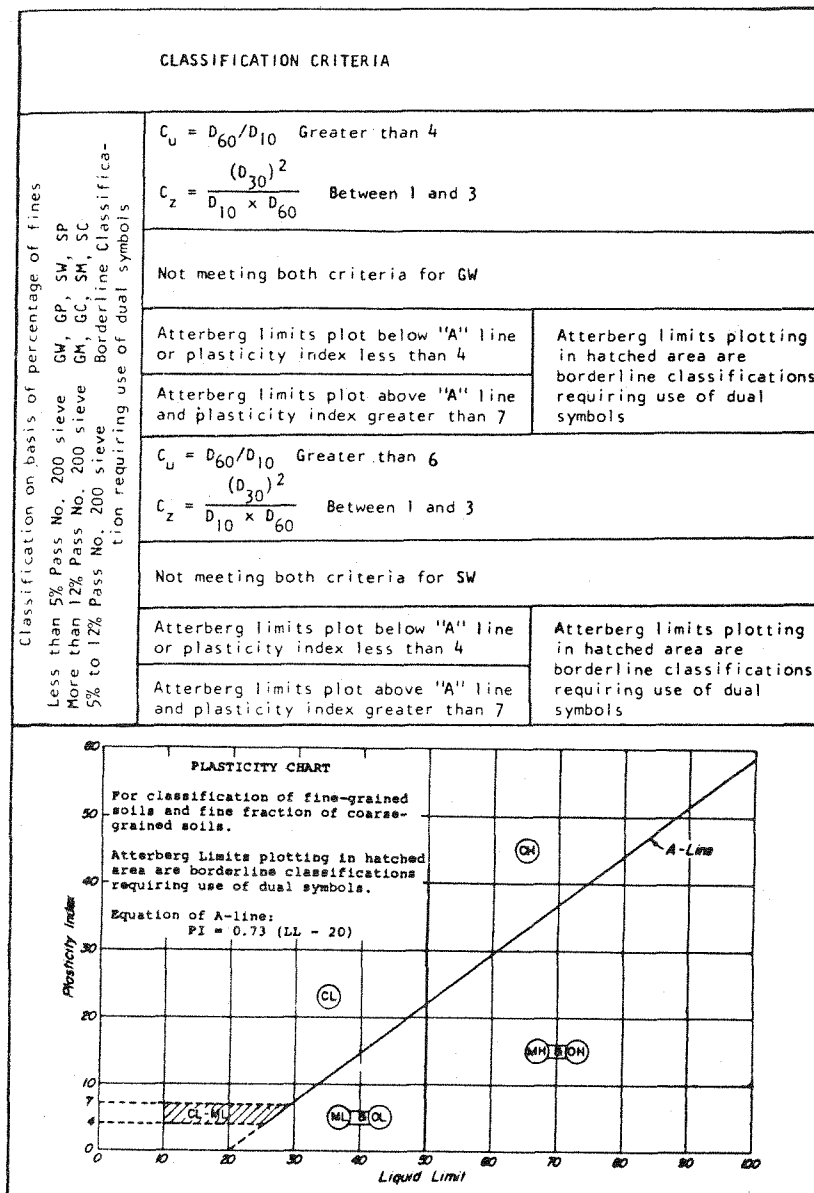 CLASSIFICATION CRITERIA
Classification on basis of percentage of fines
Less than 5% Pass No. 200 sieve GW, GP, SW, SP
More than 12% Pass No. 200 sieve GM, GC, SM, SC
5% to 12% Pass No. 200 sieve Borderline Classifica-
tion requiring use of dual symbols
C_u = D_60/D_10 Greater than 4
C_z = (D_30)^2 / (D_10 x D_60) Between 1 and 3
Not meeting both criteria for GW
Atterberg limits plot below "A" line
or plasticity index less than 4
Atterberg limits plotting
in hatched area are
borderline classifications
requiring use of dual
symbols
Atterberg limits plot above "A" line
and plasticity index greater than 7
C_u = D_60/D_10 Greater than 6
C_z = (D_30)^2 / (D_10 x D_60) Between 1 and 3
Not meeting both criteria for SW
Atterberg limits plot below "A" line
or plasticity index less than 4
Atterberg limits plotting
in hatched area are
borderline classifications
requiring use of dual
symbols
Atterberg limits plot above "A" line
and plasticity index greater than 7
PLASTICITY CHART
For classification of fine-grained
soils and fine fraction of coarse-
grained soils.
Atterberg Limits plotting in hatched
area are borderline classifications
requiring use of dual symbols.
Equation of A-line:
PI = 0.73 (LL - 20)
Plasticity Index
60
50
40
30
20
10
7
4
0
CH
A-Line
CL
MH & OH
CL-ML
ML & OL
0 10 20 30 40 50 60 70 80 90 100
Liquid Limit